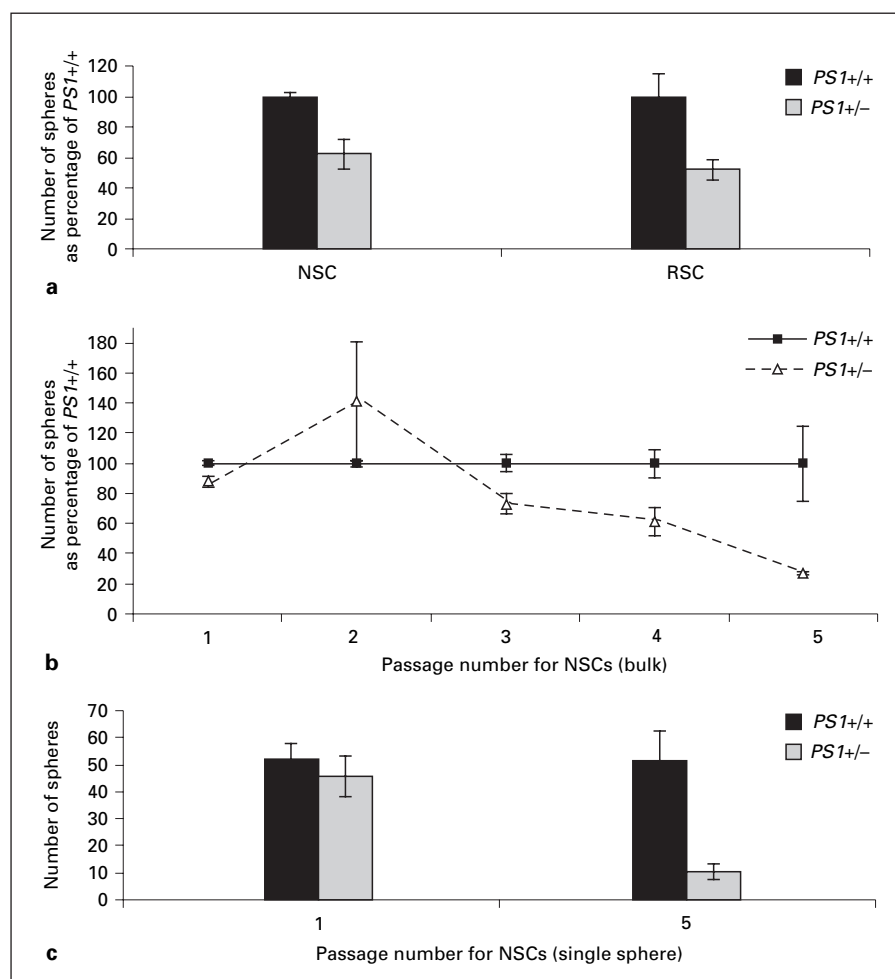 Number of spheres
as percentage of PS1+/+
120
100
80
60
40
20
0
NSC
RSC
PS1+/+
PS1+/–
a
Number of spheres
as percentage of PS1+/+
180
160
140
120
100
80
60
40
20
0
1
2
3
4
5
PS1+/+
PS1+/–
Passage number for NSCs (bulk)
b
Number of spheres
70
60
50
40
30
20
10
0
1
5
PS1+/+
PS1+/–
Passage number for NSCs (single sphere)
c